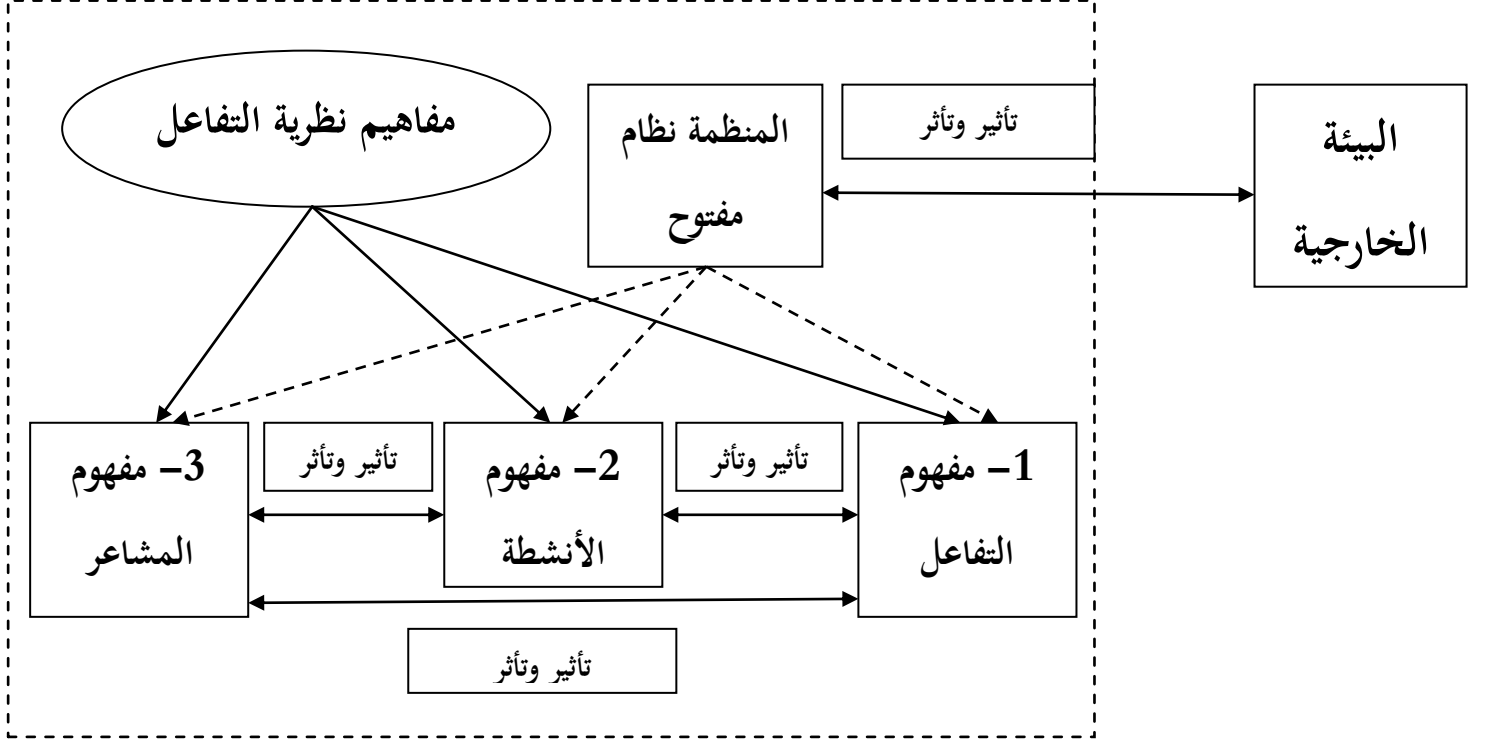 مفاهيم نظرية التفاعل
المنظمة نظام
مفتوح
تأثير وتأثر
البيئة
الخارجية
1- مفهوم
التفاعل
تأثير وتأثر
2- مفهوم
الأنشطة
تأثير وتأثر
3- مفهوم
المشاعر
تأثير وتأثر